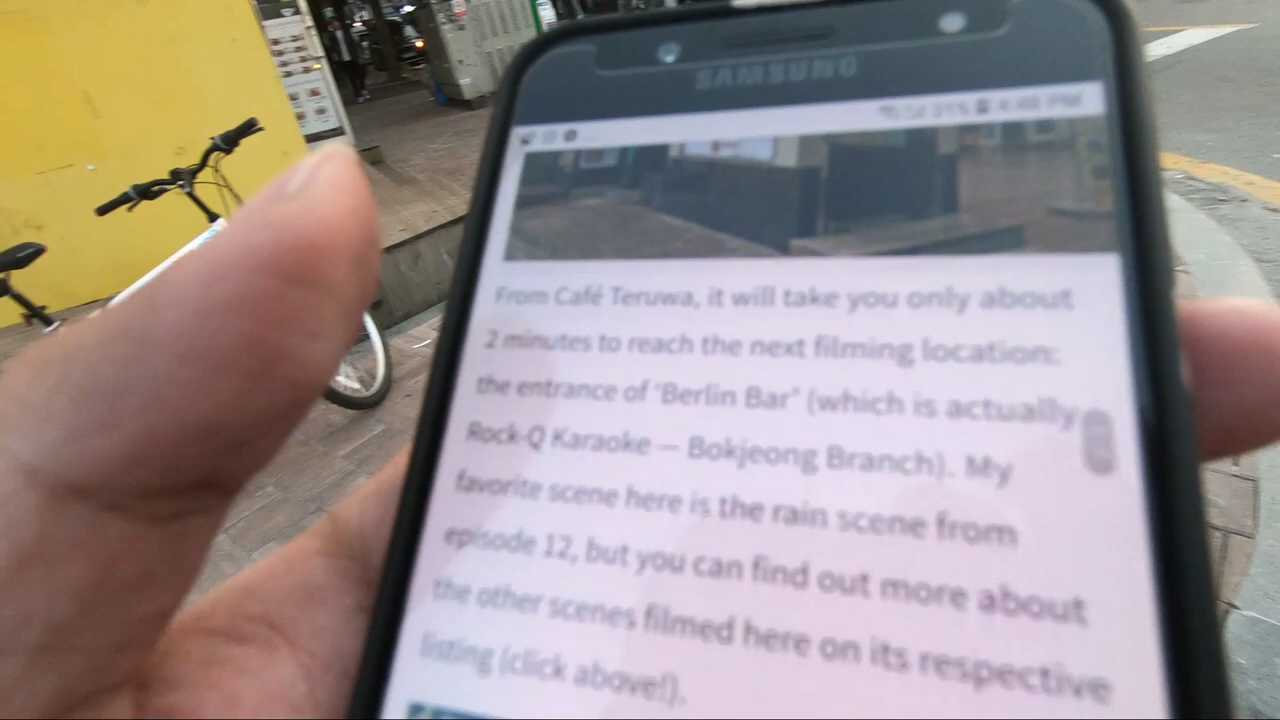 SAMSUNG
4:48 PM
From Café Teruwa, it will take you only about
2 minutes to reach the next filming location:
the entrance of 'Berlin Bar' (which is actually
Rock-Q Karaoke — Bokjeong Branch). My
favorite scene here is the rain scene from
episode 12, but you can find out more about
the other scenes filmed here on its respective
listing (click above!).